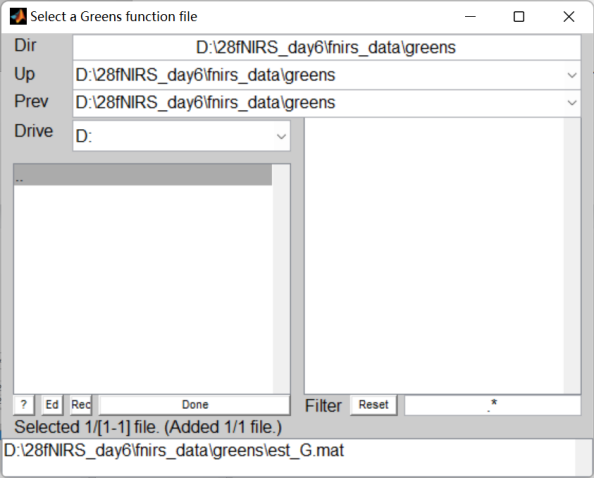 Select a Greens function file
Dir D:\28fNIRS_day6\fnirs_data\greens
Up D:\28fNIRS_day6\fnirs_data\greens
Prev D:\28fNIRS_day6\fnirs_data\greens
Drive D:
..
? Ed Rec Done Filter Reset .*
Selected 1/[1-1] file. (Added 1/1 file.)
D:\28fNIRS_day6\fnirs_data\greens\est_G.mat